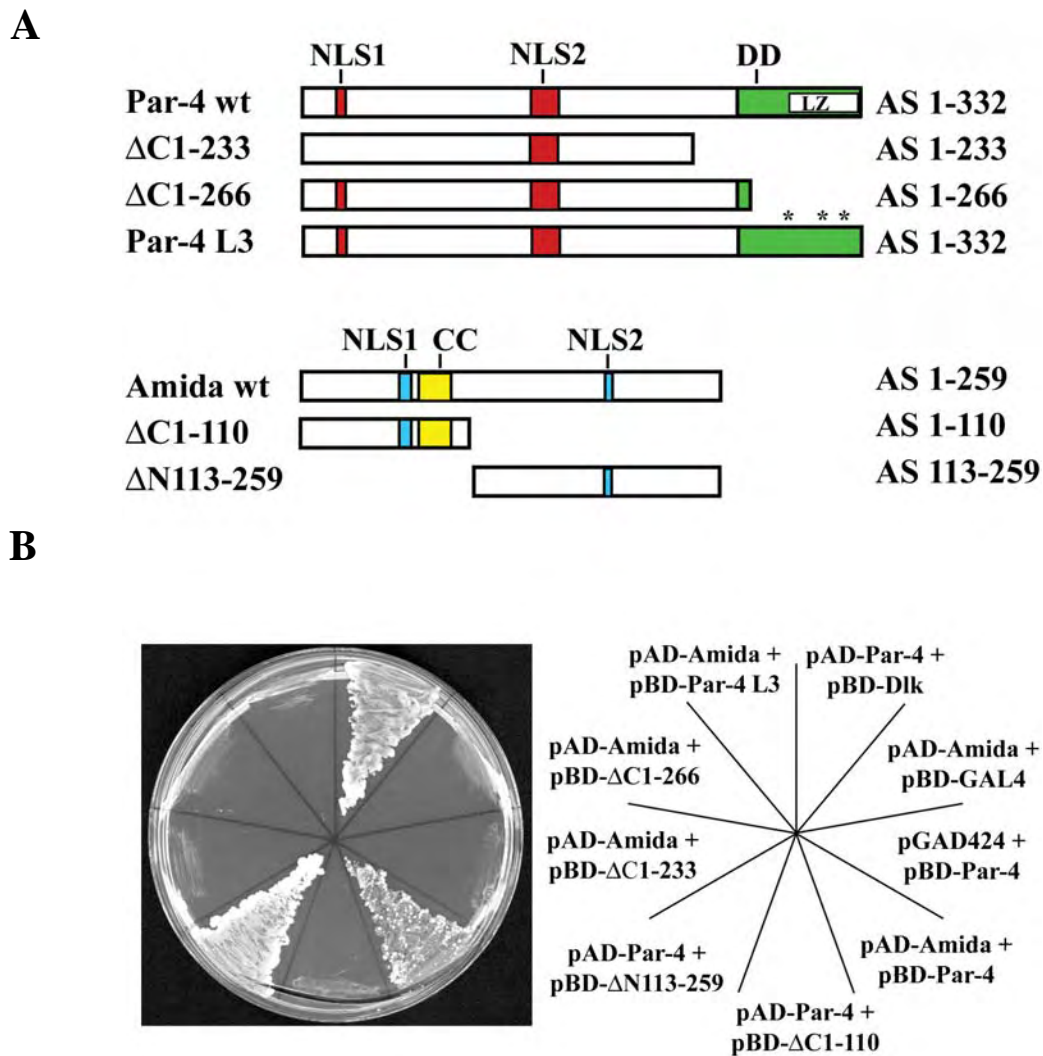 A
NLS1 NLS2 DD
Par-4 wt LZ AS 1-332
ΔC1-233 AS 1-233
ΔC1-266 AS 1-266
* * *
Par-4 L3 AS 1-332
NLS1 CC NLS2
Amida wt AS 1-259
ΔC1-110 AS 1-110
ΔN113-259 AS 113-259
B
pAD-Amida +
pBD-Par-4 L3
pAD-Par-4 +
pBD-Dlk
pAD-Amida +
pBD-ΔC1-266
pAD-Amida +
pBD-GAL4
pAD-Amida +
pBD-ΔC1-233
pGAD424 +
pBD-Par-4
pAD-Par-4 +
pBD-ΔN113-259
pAD-Amida +
pBD-Par-4
pAD-Par-4 +
pBD-ΔC1-110